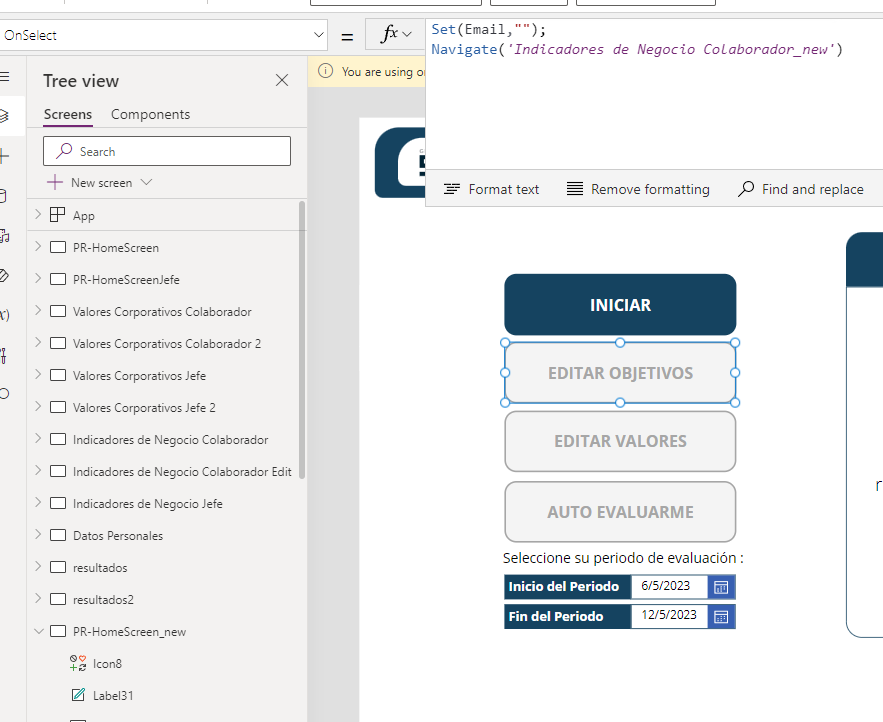 OnSelect
=
fx
Set(Email,"");
Navigate('Indicadores de Negocio Colaborador_new')
Tree view
You are using
Screens
Components
Search
New screen
Format text
Remove formatting
Find and replace
App
PR-HomeScreen
PR-HomeScreenJefe
Valores Corporativos Colaborador
Valores Corporativos Colaborador 2
Valores Corporativos Jefe
Valores Corporativos Jefe 2
Indicadores de Negocio Colaborador
Indicadores de Negocio Colaborador Edit
Indicadores de Negocio Jefe
Datos Personales
resultados
resultados2
PR-HomeScreen_new
Icon8
Label31
INICIAR
EDITAR OBJETIVOS
EDITAR VALORES
AUTO EVALUARME
Seleccione su periodo de evaluación :
Inicio del Periodo 6/5/2023
Fin del Periodo 12/5/2023